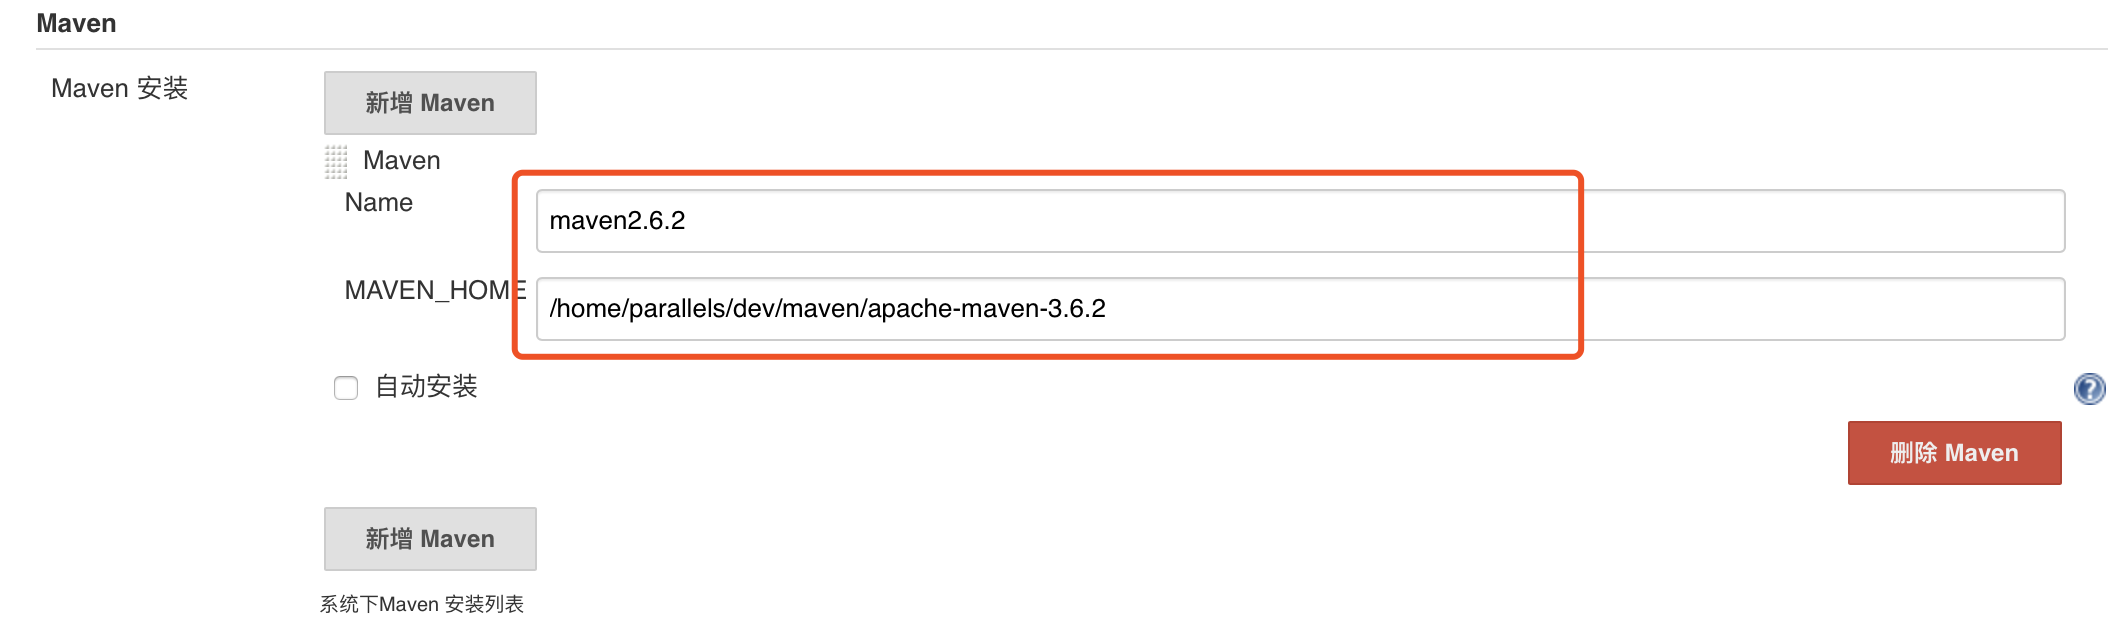 Maven
Maven 安装
新增 Maven
Maven
Name
maven2.6.2
MAVEN_HOME
/home/parallels/dev/maven/apache-maven-3.6.2
自动安装
?
删除 Maven
新增 Maven
系统下Maven 安装列表